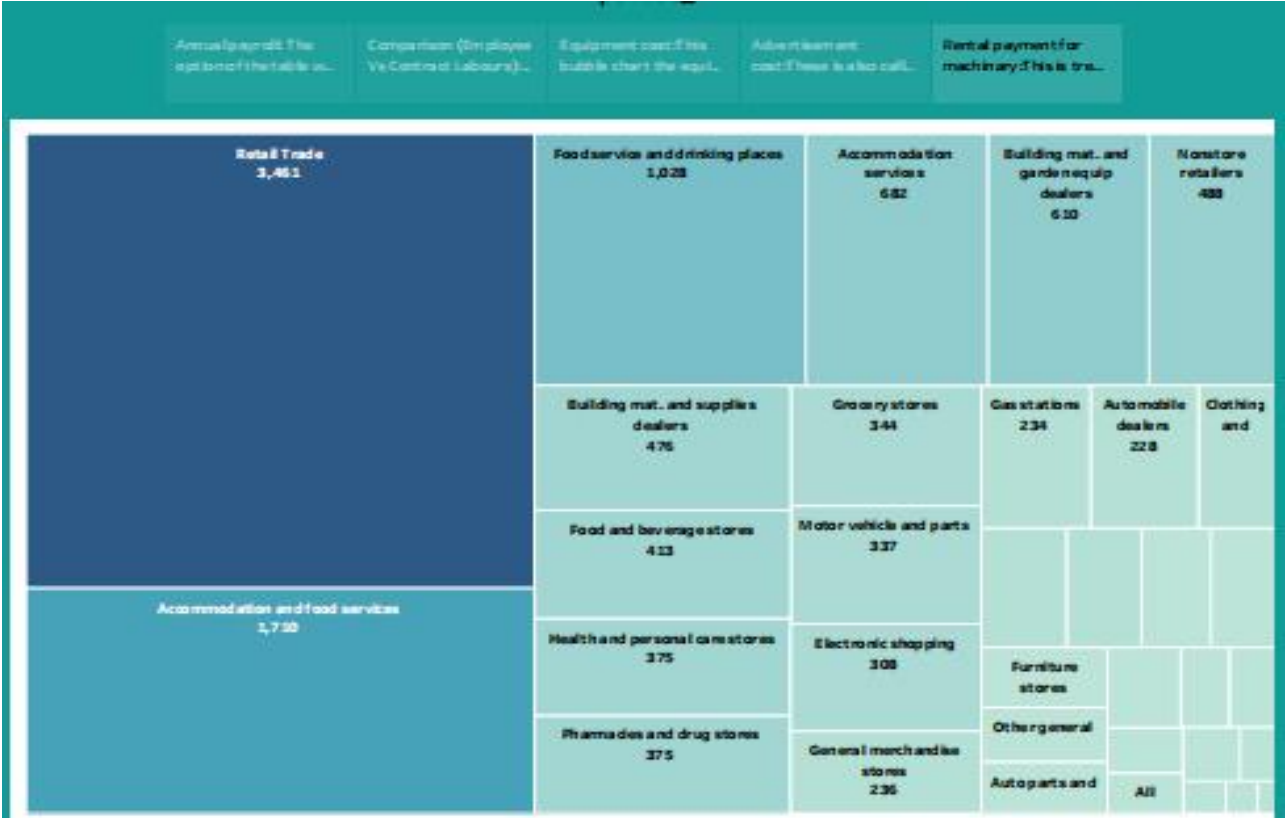 Annual payroll: The
option of the table is...
Comparison (Employee
Vs Contract Labours):...
Equipment cost:This
bubble chart the equi...
Advertisement
cost:These is also call...
Rental payment for
machinary:This is tre...
Retail Trade
3,461
Food service and drinking places
1,028
Accommodation
services
682
Building mat. and
garden equip
dealers
610
Nonstore
retailers
488
Building mat. and supplies
dealers
476
Grocery stores
344
Gas stations
234
Automobile
dealers
228
Clothing
and
Food and beverage stores
413
Motor vehicle and parts
337
Accommodation and food services
1,710
Health and personal care stores
375
Electronic shopping
308
Furniture
stores
Pharmacies and drug stores
375
General merchandise
stores
236
Other general
Auto parts and
All